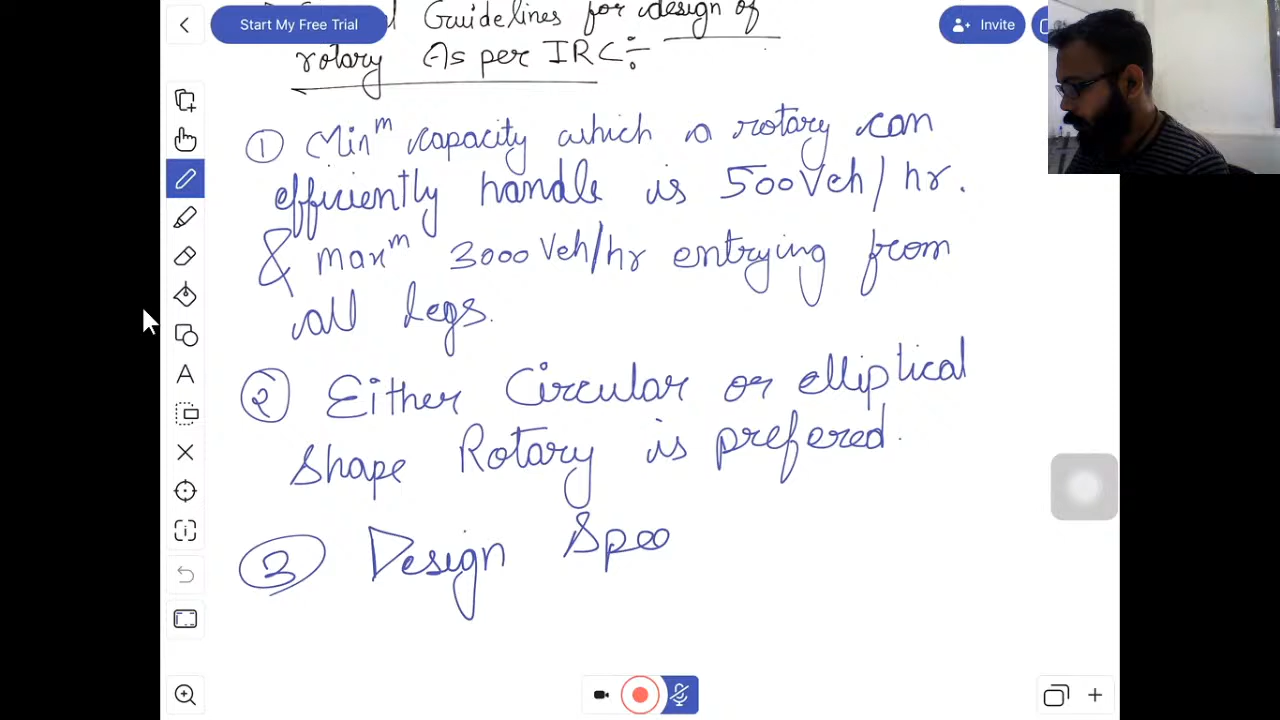 Start My Free Trial
Invite
Guidelines for design of
rotary As per IRC:-
① Minᵐ capacity which a rotary can
efficiently handle is 500 Veh/hr.
& maxᵐ 3000 Veh/hr entrying from
all legs.
② Either Circular or elliptical
Shape Rotary is prefered.
③ Design Spee